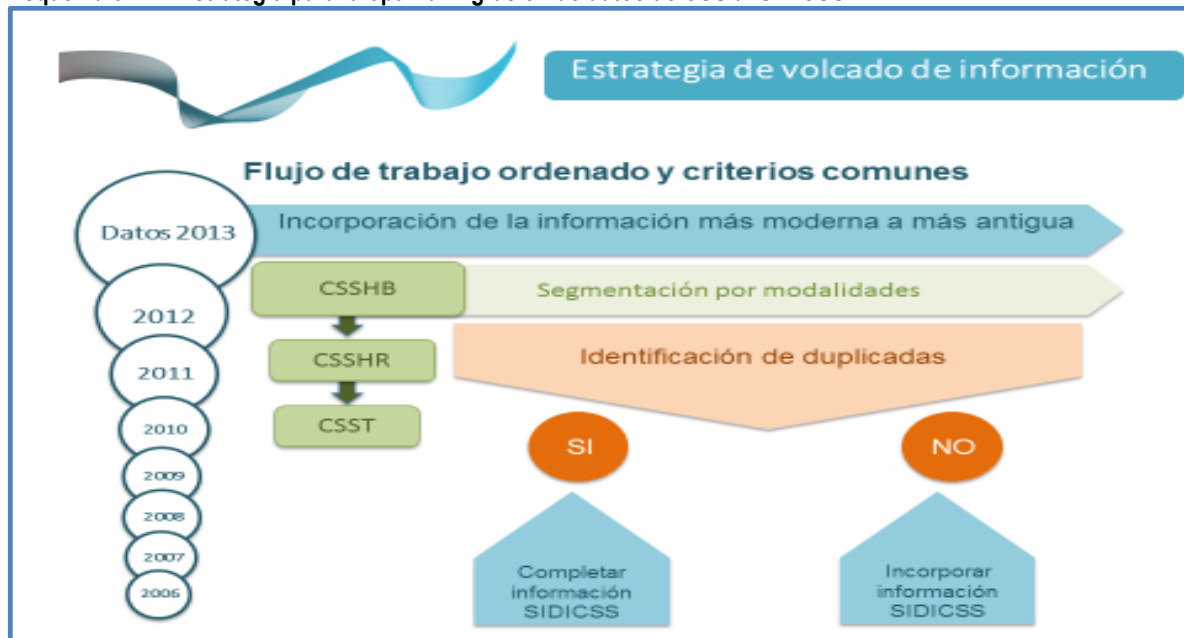 Estrategia de volcado de información
Flujo de trabajo ordenado y criterios comunes
Datos 2013
Incorporación de la información más moderna a más antigua
CSSHB
Segmentación por modalidades
2012
Identificación de duplicadas
CSSHR
2011
CSST
2010
SI
NO
2009
2008
2007
2006
Completar
información
SIDICSS
Incorporar
información
SIDICSS